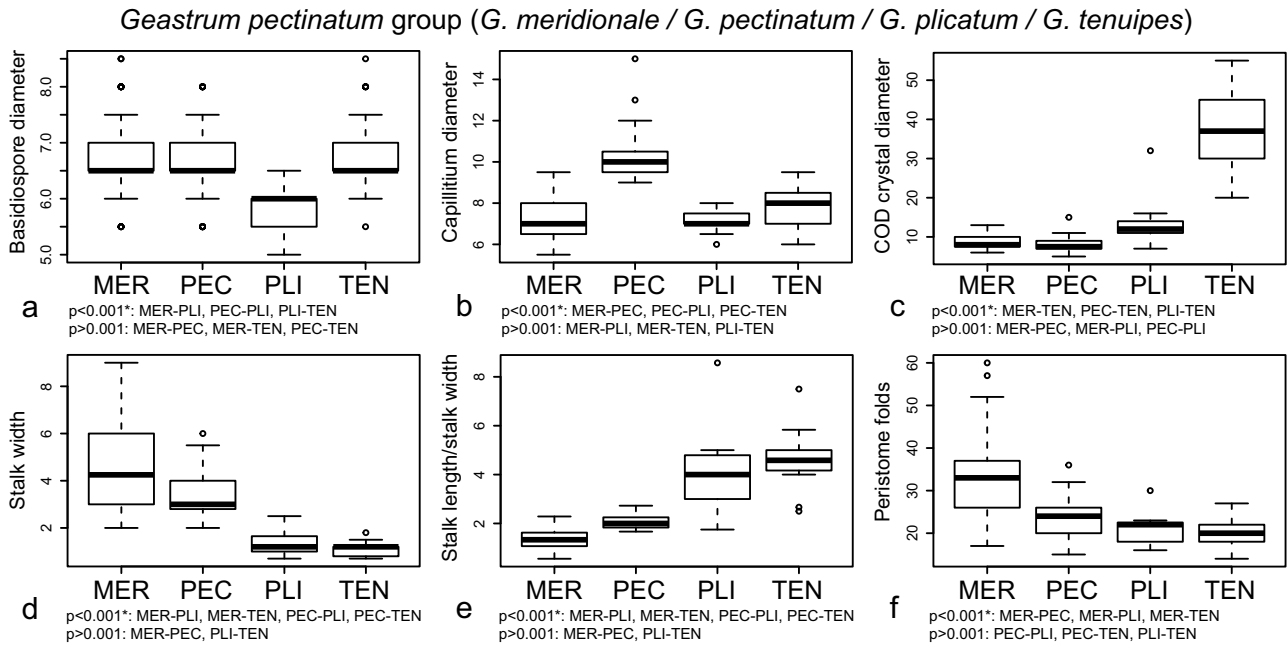 Geastrum pectinatum group (G. meridionale / G. pectinatum / G. plicatum / G. tenuipes)
Basidiospore diameter
5.0 6.0 7.0 8.0
MER PEC PLI TEN
a
p<0.001*: MER-PLI, PEC-PLI, PLI-TEN
p>0.001: MER-PEC, MER-TEN, PEC-TEN
Capillitium diameter
6 8 10 12 14
MER PEC PLI TEN
b
p<0.001*: MER-PEC, PEC-PLI, PEC-TEN
p>0.001: MER-PLI, MER-TEN, PLI-TEN
COD crystal diameter
10 20 30 40 50
MER PEC PLI TEN
c
p<0.001*: MER-TEN, PEC-TEN, PLI-TEN
p>0.001: MER-PEC, MER-PLI, PEC-PLI
Stalk width
2 4 6 8
MER PEC PLI TEN
d
p<0.001*: MER-PLI, MER-TEN, PEC-PLI, PEC-TEN
p>0.001: MER-PEC, PLI-TEN
Stalk length/stalk width
2 4 6 8
MER PEC PLI TEN
e
p<0.001*: MER-PLI, MER-TEN, PEC-PLI, PEC-TEN
p>0.001: MER-PEC, PLI-TEN
Peristome folds
20 30 40 50 60
MER PEC PLI TEN
f
p<0.001*: MER-PEC, MER-PLI, MER-TEN
p>0.001: PEC-PLI, PEC-TEN, PLI-TEN